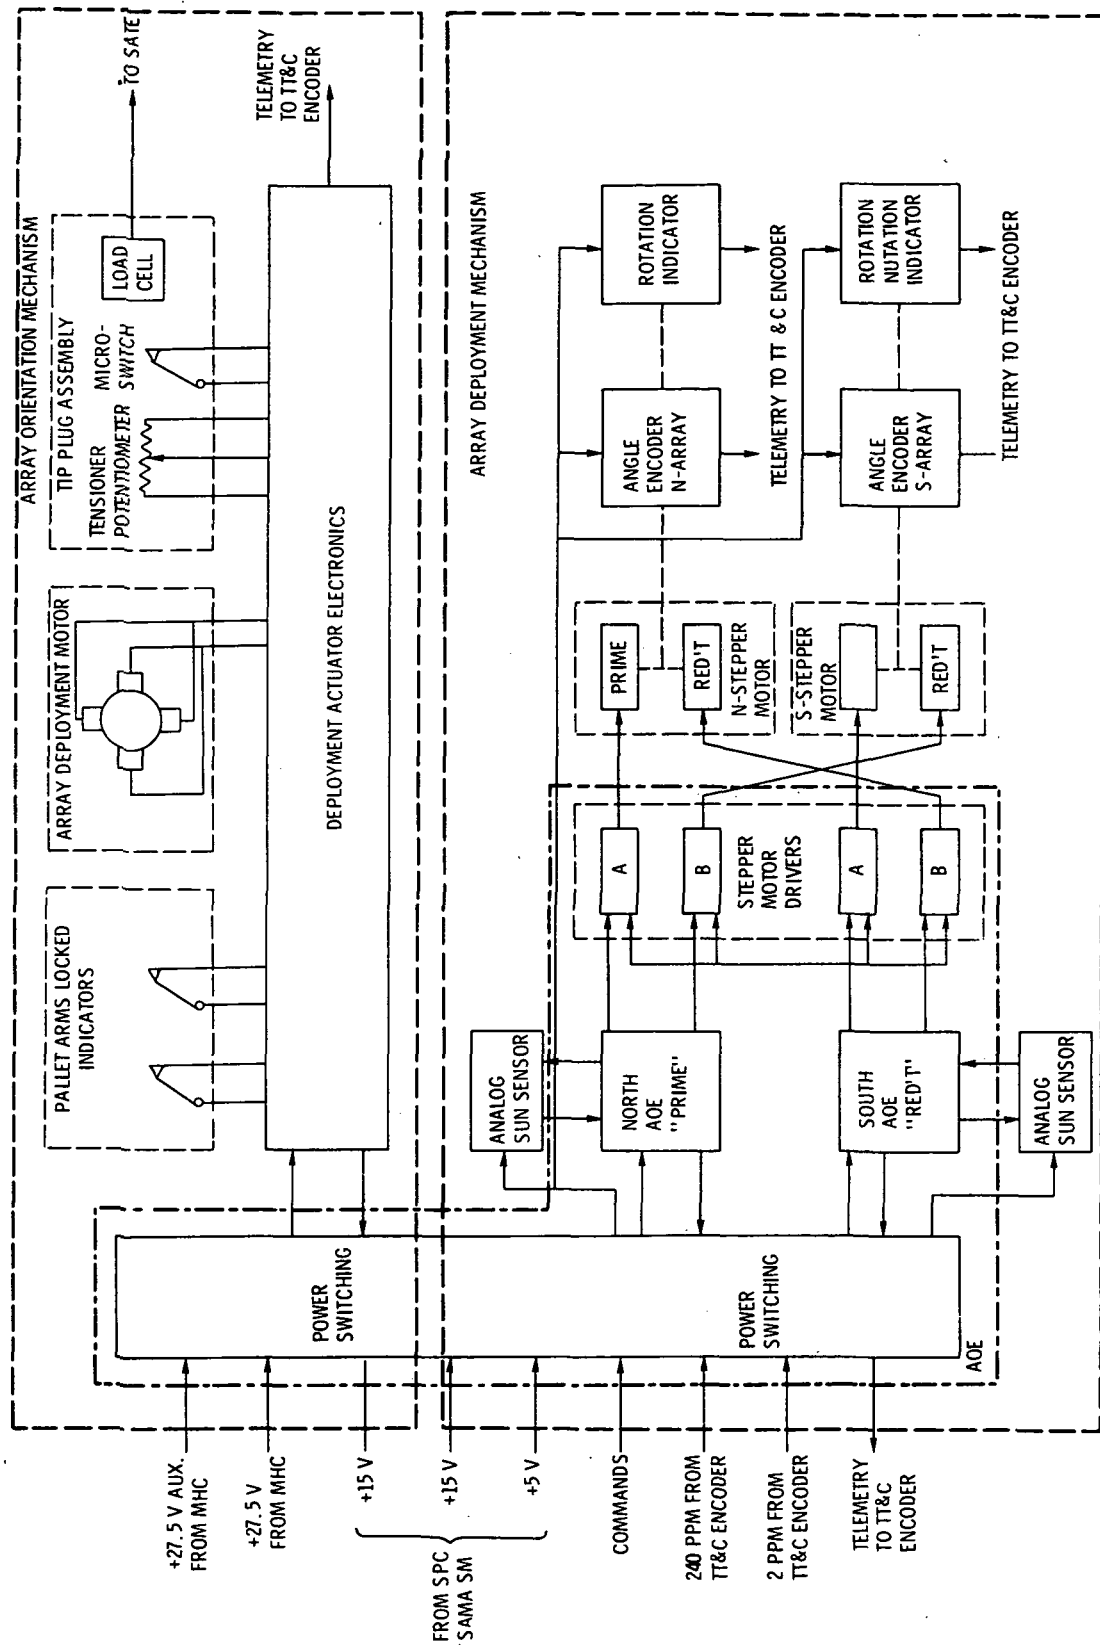 ARRAY ORIENTATION MECHANISM
PALLET ARMS LOCKED
INDICATORS
ARRAY DEPLOYMENT MOTOR
TIP PLUG ASSEMBLY
TENSIONER
POTENTIOMETER
MICRO-
SWITCH
LOAD
CELL
TO SATE
TELEMETRY
TO TT&C
ENCODER
DEPLOYMENT ACTUATOR ELECTRONICS
+27.5 V AUX.
FROM MHC
+27.5 V
FROM MHC
+15 V
+15 V
+5 V
FROM SPC
SAMA SM
COMMANDS
240 PPM FROM
TT&C ENCODER
2 PPM FROM
TT&C ENCODER
TELEMETRY
TO TT&C
ENCODER
POWER
SWITCHING
POWER
SWITCHING
AOE
ARRAY DEPLOYMENT MECHANISM
ANALOG
SUN SENSOR
NORTH
AOE
"PRIME"
SOUTH
AOE
"RED'T"
ANALOG
SUN SENSOR
A
B
STEPPER
MOTOR
DRIVERS
A
B
PRIME
RED'T
N-STEPPER
MOTOR
S-STEPPER
MOTOR
RED'T
ANGLE
ENCODER
N-ARRAY
ROTATION
INDICATOR
TELEMETRY TO TT & C ENCODER
ANGLE
ENCODER
S-ARRAY
ROTATION
NUTATION
INDICATOR
TELEMETRY TO TT&C ENCODER